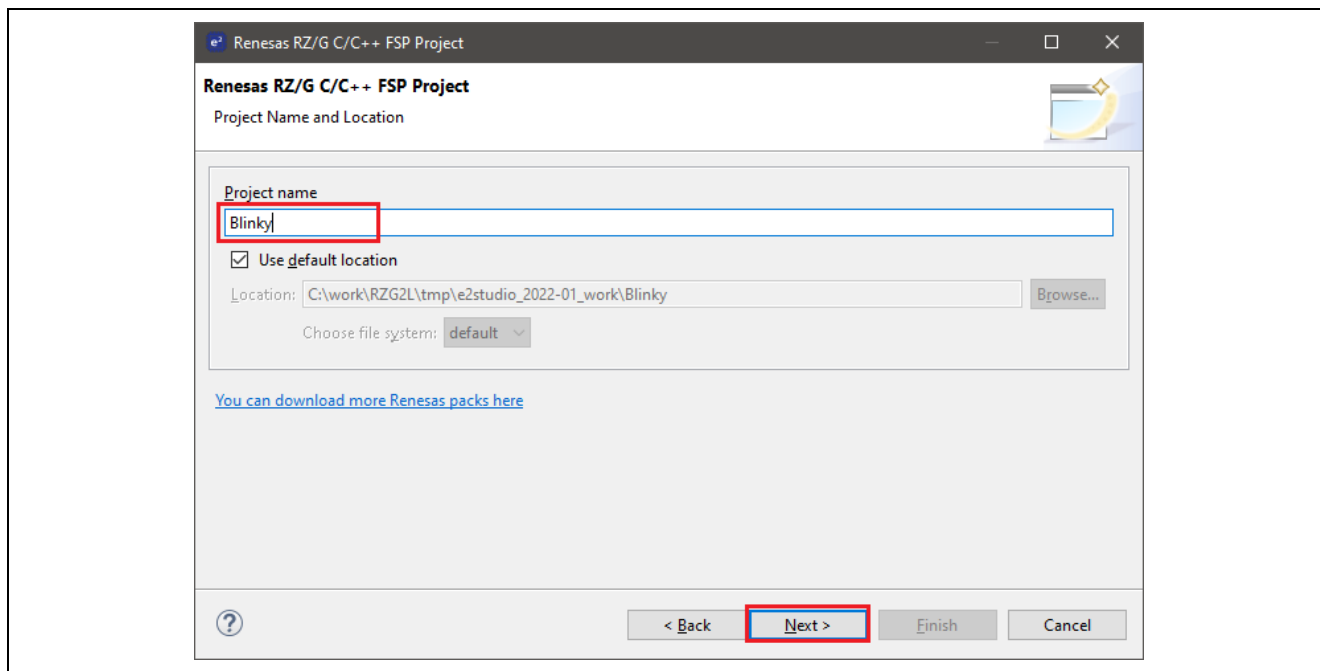 e² Renesas RZ/G C/C++ FSP Project
Renesas RZ/G C/C++ FSP Project
Project Name and Location
Project name
Blinky
Use default location
Location: C:\work\RZG2L\tmp\e2studio_2022-01_work\Blinky Browse...
Choose file system: default
You can download more Renesas packs here
? < Back Next > Finish Cancel